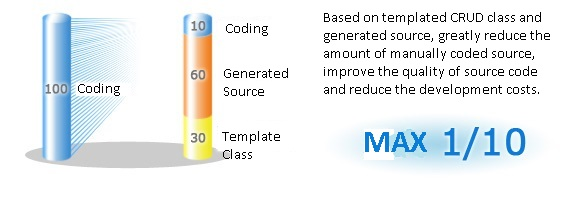 100 Coding
10 Coding
60 Generated
Source
30 Template
Class
Based on templated CRUD class and
generated source, greatly reduce the
amount of manually coded source,
improve the quality of source code
and reduce the development costs.
MAX 1/10